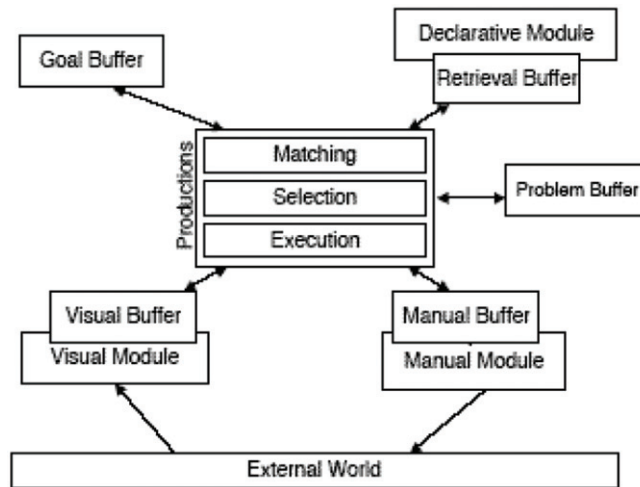 Declarative Module
Goal Buffer
Retrieval Buffer
Productions
Matching
Selection
Execution
Problem Buffer
Visual Buffer
Manual Buffer
Visual Module
Manual Module
External World